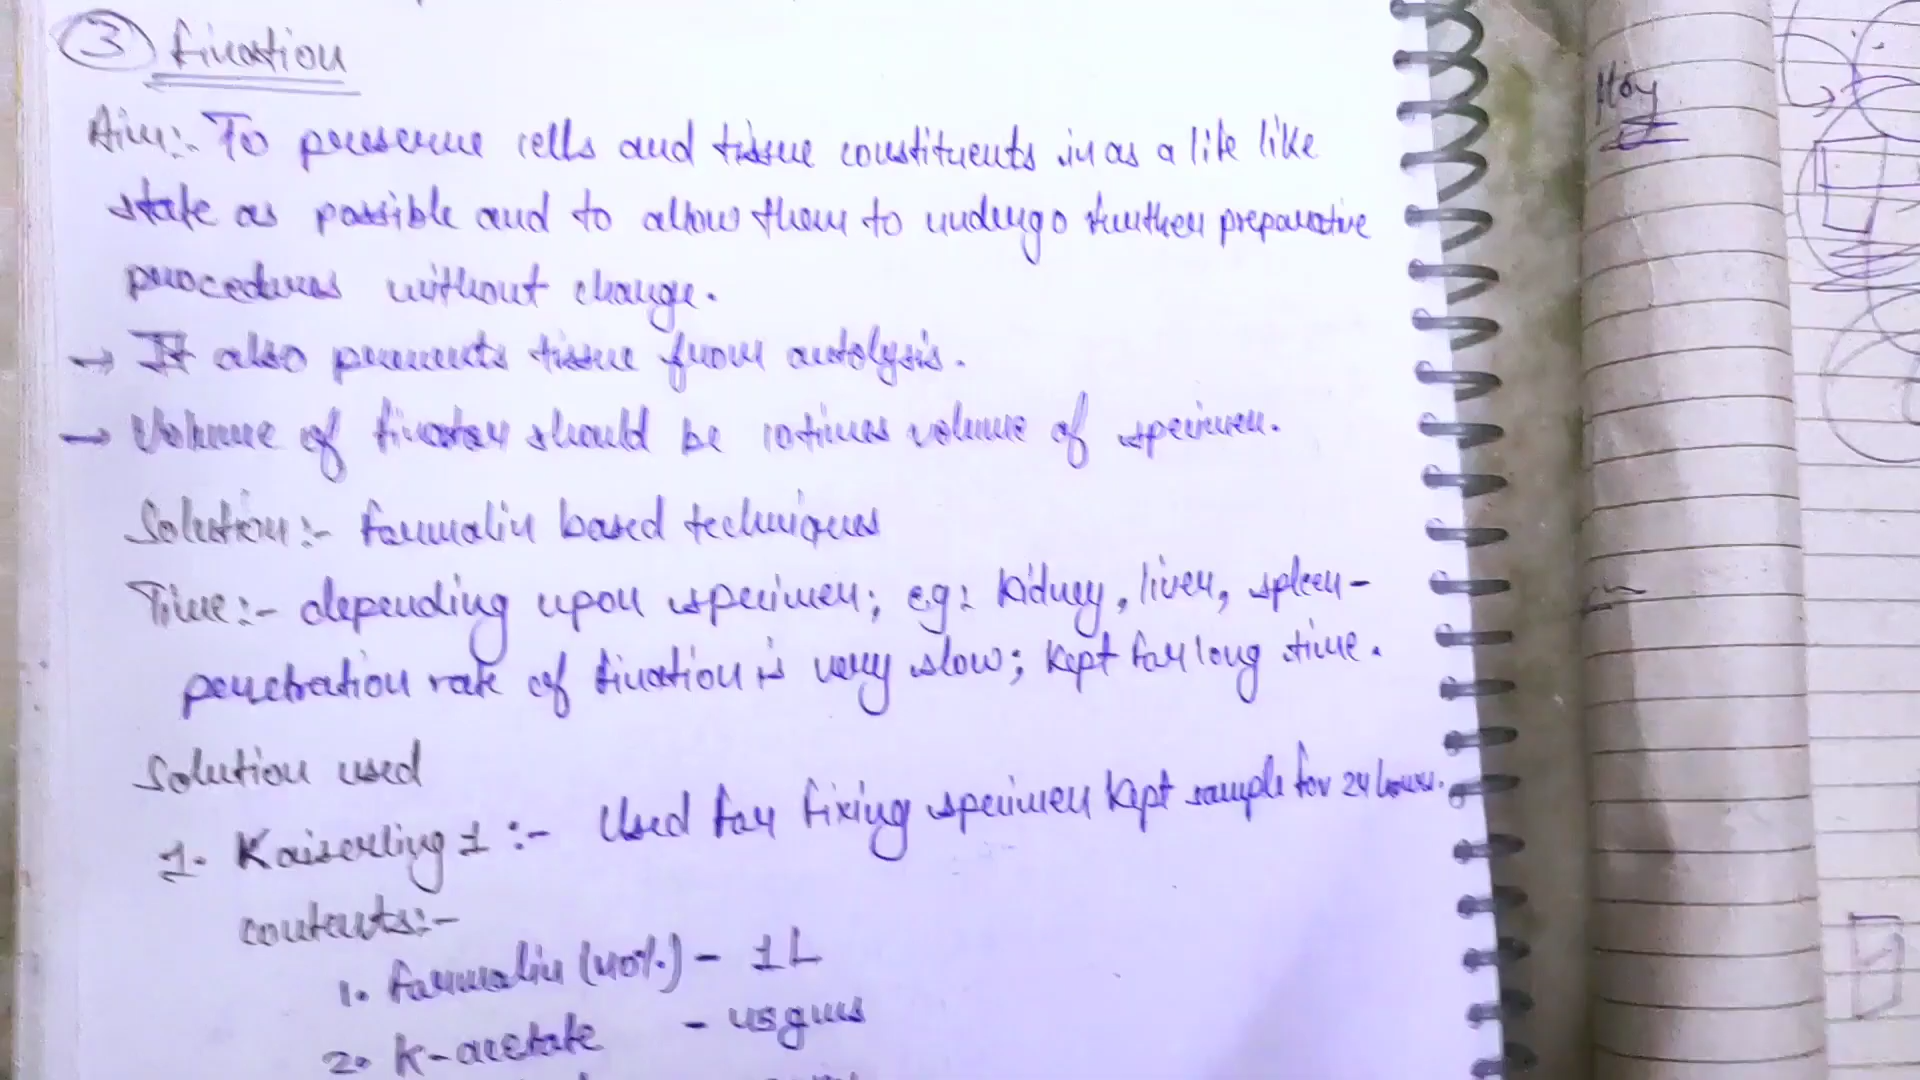 3 fixation
Aim:- To preserve cells and tissue constituents in as a life like
state as possible and to allow them to undergo further preparative
procedures without change.
→ It also prevents tissue from autolysis.
→ Volume of fixative should be 10 times volume of specimen.
Solution:- formalin based techniques
Time:- depending upon specimen; eg: kidney, liver, spleen-
penetration rate of fixation is very slow; kept for long time.
Solution used
1. Kaiserling 1 :- Used for fixing specimen kept sample for 24 hours.
contents:-
1. formalin (40%) - 1L
2. K-acetate - 45gms